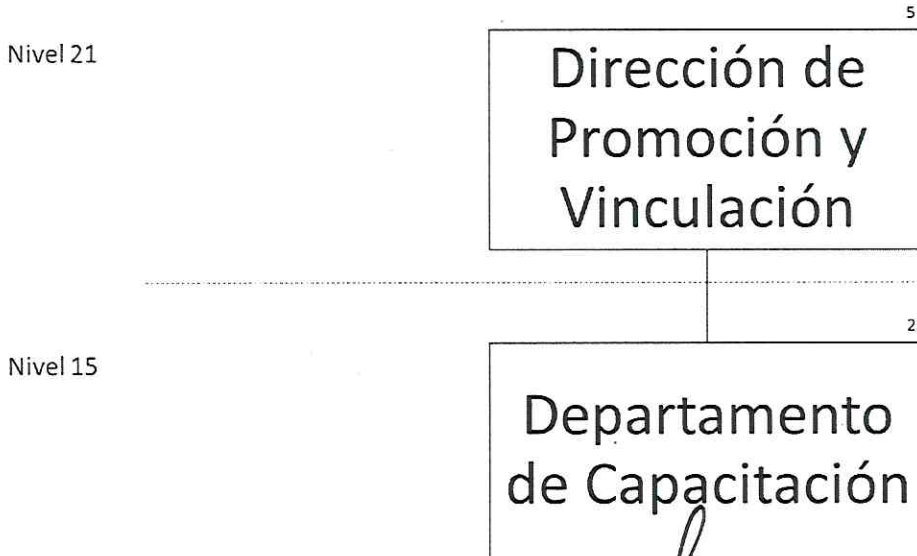 5
Nivel 21
Dirección de
Promoción y
Vinculación
2
Nivel 15
Departamento
de Capacitación